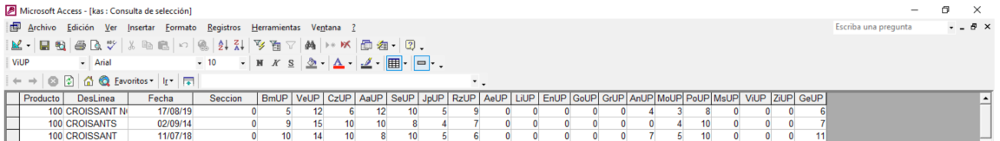 Microsoft Access - [kas : Consulta de selección]
Archivo Edición Ver Insertar Formato Registros Herramientas Ventana ? Escriba una pregunta
ViUP Arial 10 N K S
Favoritos Ir
Producto DesLinea Fecha Seccion BmUP VeUP CzUP AaUP SeUP JpUP RzUP AeUP LiUP EnUP GoUP GrUP AnUP MoUP PoUP MsUP ViUP ZiUP GeUP
100 CROISSANT N 17/08/19 0 5 12 6 12 10 5 9 0 0 0 0 0 4 3 8 0 0 0 6
100 CROISANTS 02/09/14 0 9 15 10 10 8 4 7 0 0 0 0 0 0 4 10 0 0 0 7
100 CROISSANT 11/07/18 0 10 14 10 8 10 5 6 0 0 0 0 0 7 5 10 0 0 0 11